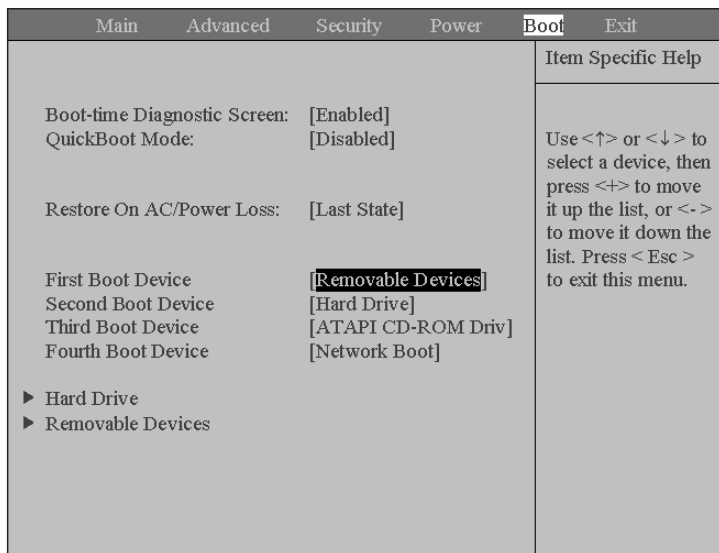 Main Advanced Security Power Boot Exit
Boot-time Diagnostic Screen: [Enabled]
QuickBoot Mode: [Disabled]
Restore On AC/Power Loss: [Last State]
First Boot Device [Removable Devices]
Second Boot Device [Hard Drive]
Third Boot Device [ATAPI CD-ROM Driv]
Fourth Boot Device [Network Boot]
▶ Hard Drive
▶ Removable Devices
Item Specific Help
Use <↑> or <↓> to
select a device, then
press <+> to move
it up the list, or <- >
to move it down the
list. Press < Esc >
to exit this menu.